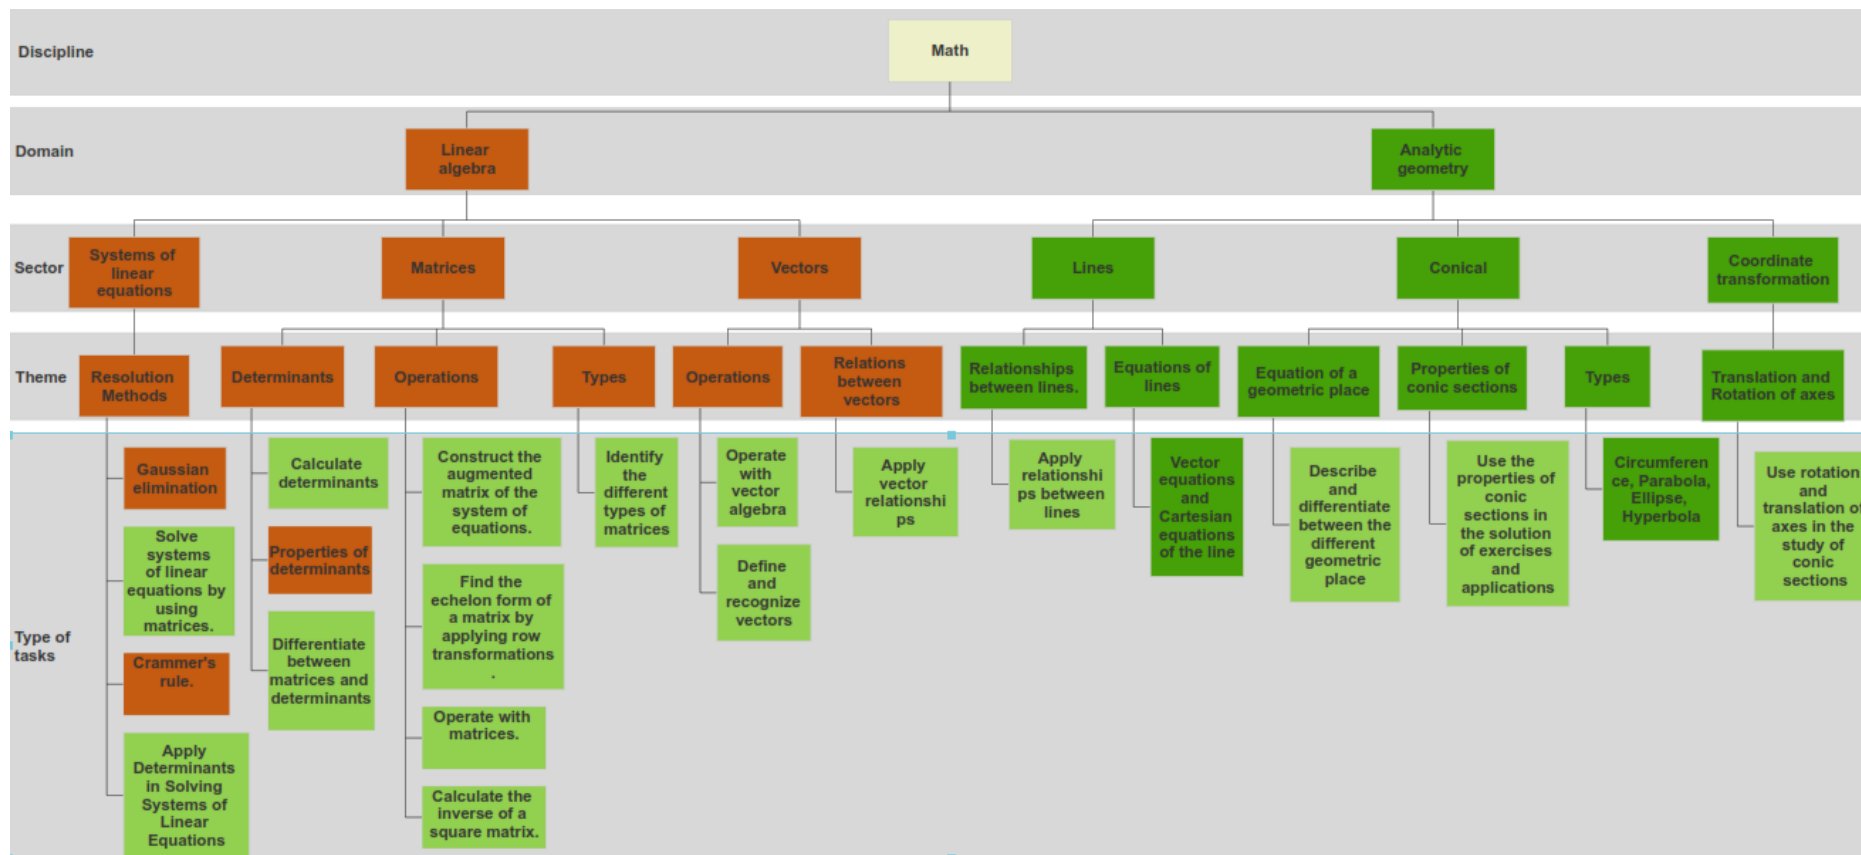 Discipline
Math
Domain
Linear
algebra
Analytic
geometry
Sector
Systems of
linear
equations
Matrices
Vectors
Lines
Conical
Coordinate
transformation
Theme
Resolution
Methods
Determinants
Operations
Types
Operations
Relations
between
vectors
Relationships
between lines.
Equations of
lines
Equation of a
geometric place
Properties of
conic sections
Types
Translation and
Rotation of axes
Type of
tasks
Gaussian
elimination
Solve
systems
of linear
equations by
using
matrices.
Crammer's
rule.
Apply
Determinants
in Solving
Systems of
Linear
Equations
Calculate
determinants
Properties of
determinants
Differentiate
between
matrices and
determinants
Construct the
augmented
matrix of the
system of
equations.
Find the
echelon form of
a matrix by
applying row
transformations
.
Operate with
matrices.
Calculate the
inverse of a
square matrix.
Identify
the
different
types of
matrices
Operate
with
vector
algebra
Define
and
recognize
vectors
Apply
vector
relationshi
ps
Apply
relationshi
ps between
lines
Vector
equations
and
Cartesian
equations
of the line
Describe
and
differentiate
between the
different
geometric
place
Use the
properties of
conic
sections in
the solution
of exercises
and
applications
Circumferen
ce, Parabola,
Ellipse,
Hyperbola
Use rotation
and
translation of
axes in the
study of
conic
sections